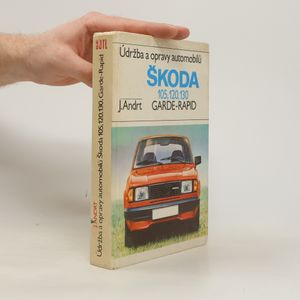 Údržba a opravy automobilů
ŠKODA
105, 120, 130
J. Andrt GARDE-RAPID
J. ANDRT
Údržba a opravy automobilů Škoda 105, 120, 130, Garde-Rapid